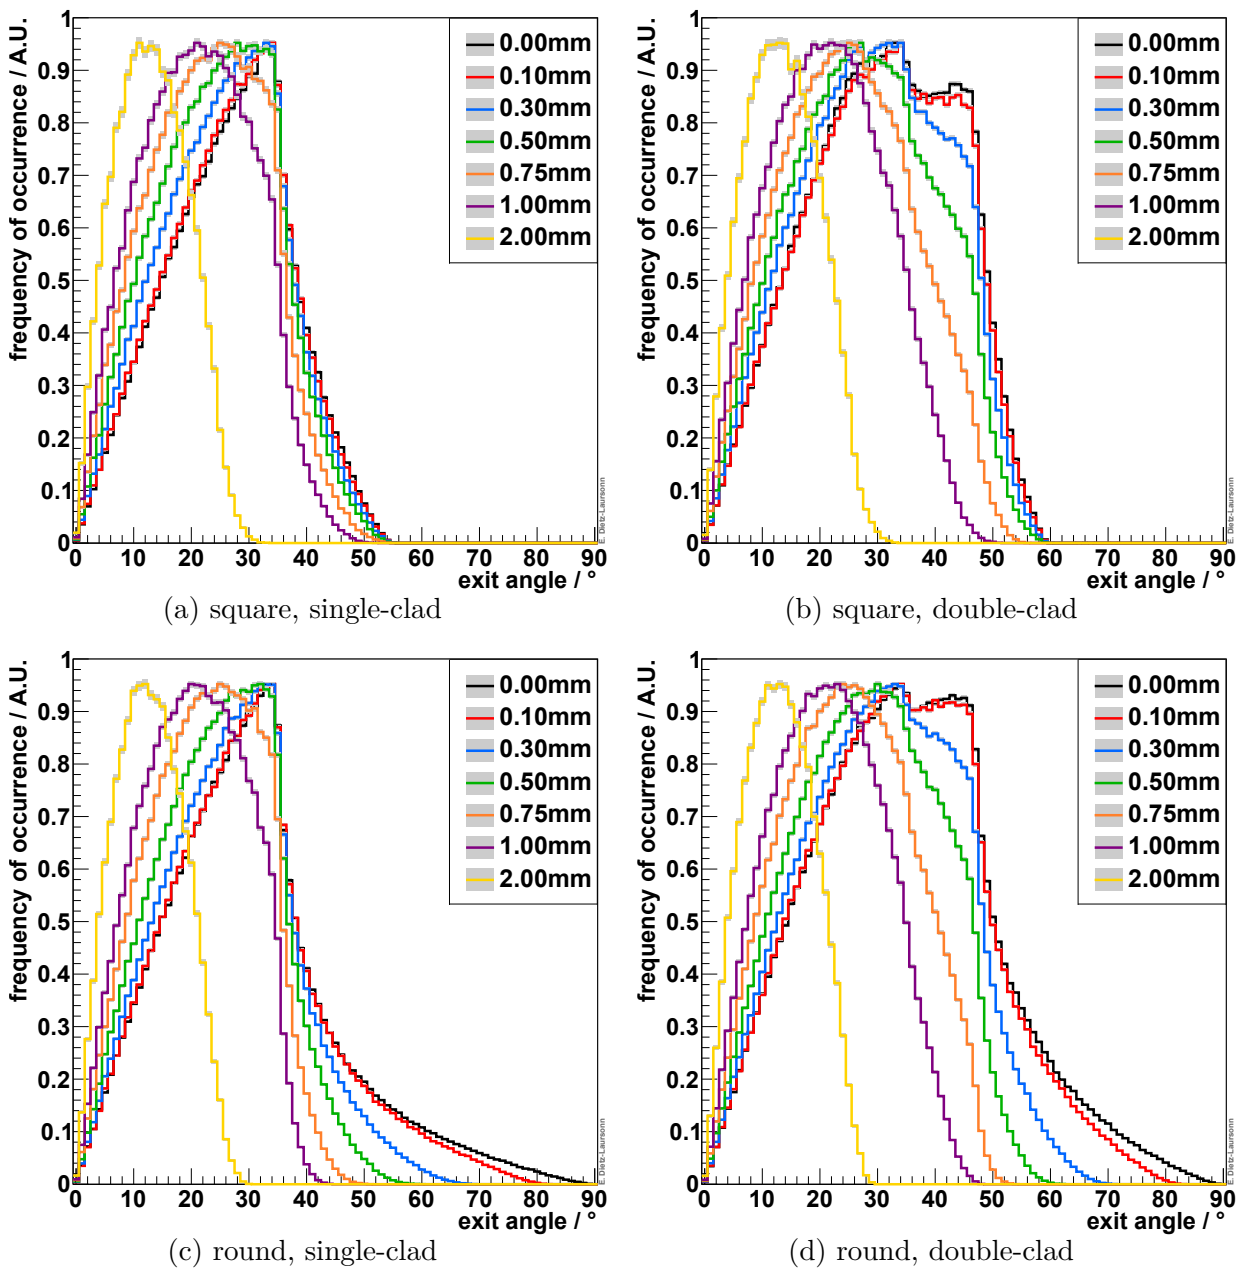 frequency of occurrence / A.U.
1
0.9
0.8
0.7
0.6
0.5
0.4
0.3
0.2
0.1
0
0 10 20 30 40 50 60 70 80 90
exit angle / °
0.00mm
0.10mm
0.30mm
0.50mm
0.75mm
1.00mm
2.00mm
E. Dietz-Laursonn
(a) square, single-clad
frequency of occurrence / A.U.
1
0.9
0.8
0.7
0.6
0.5
0.4
0.3
0.2
0.1
0
0 10 20 30 40 50 60 70 80 90
exit angle / °
0.00mm
0.10mm
0.30mm
0.50mm
0.75mm
1.00mm
2.00mm
E. Dietz-Laursonn
(b) square, double-clad
frequency of occurrence / A.U.
1
0.9
0.8
0.7
0.6
0.5
0.4
0.3
0.2
0.1
0
0 10 20 30 40 50 60 70 80 90
exit angle / °
0.00mm
0.10mm
0.30mm
0.50mm
0.75mm
1.00mm
2.00mm
E. Dietz-Laursonn
(c) round, single-clad
frequency of occurrence / A.U.
1
0.9
0.8
0.7
0.6
0.5
0.4
0.3
0.2
0.1
0
0 10 20 30 40 50 60 70 80 90
exit angle / °
0.00mm
0.10mm
0.30mm
0.50mm
0.75mm
1.00mm
2.00mm
E. Dietz-Laursonn
(d) round, double-clad